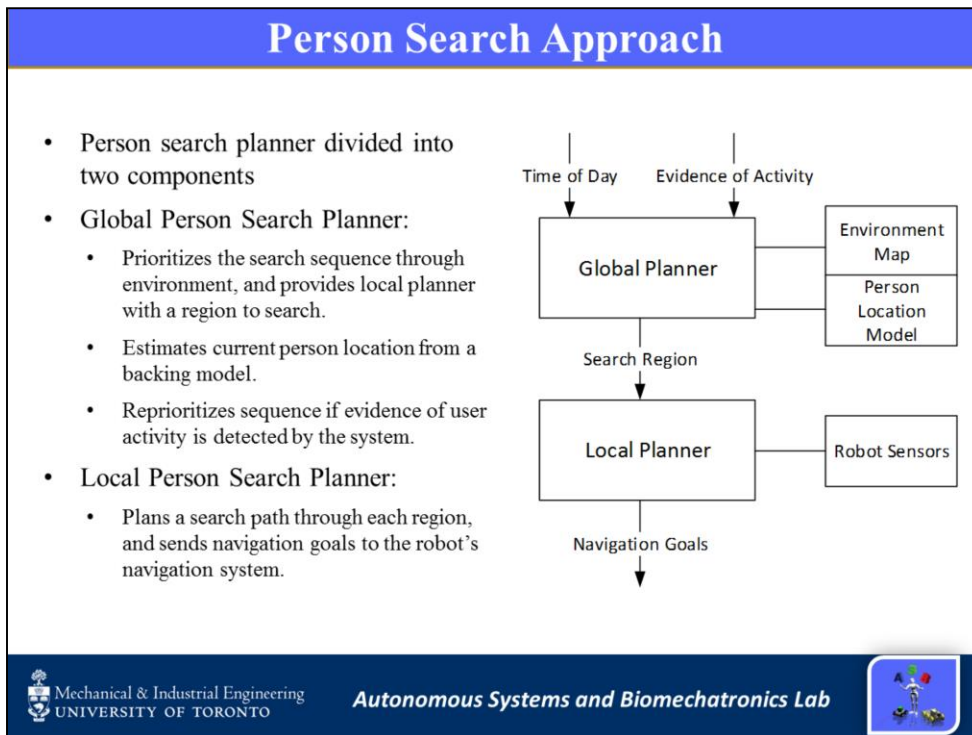 Person Search Approach
• Person search planner divided into
two components
• Global Person Search Planner:
• Prioritizes the search sequence through
environment, and provides local planner
with a region to search.
• Estimates current person location from a
backing model.
• Reprioritizes sequence if evidence of user
activity is detected by the system.
• Local Person Search Planner:
• Plans a search path through each region,
and sends navigation goals to the robot's
navigation system.
Time of Day
Evidence of Activity
Global Planner
Environment
Map
Person
Location
Model
Search Region
Local Planner
Robot Sensors
Navigation Goals
Mechanical & Industrial Engineering
UNIVERSITY OF TORONTO
Autonomous Systems and Biomechatronics Lab
A S B